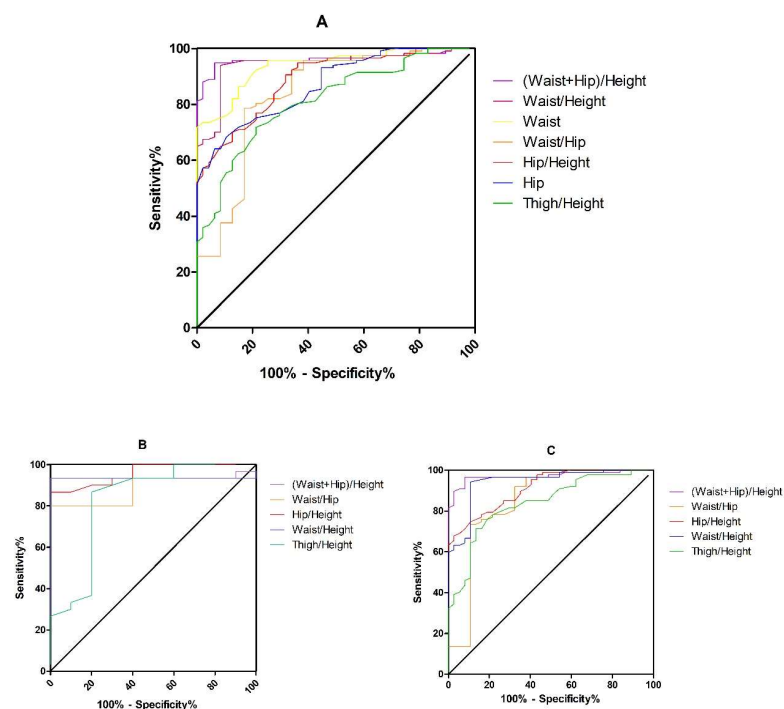 A
100
80
60
40
20
0
Sensitivity%
0 20 40 60 80 100
100% - Specificity%
(Waist+Hip)/Height
Waist/Height
Waist
Waist/Hip
Hip/Height
Hip
Thigh/Height
B
100
80
60
40
20
0
Sensitivity%
0 20 40 60 80 100
100% - Specificity%
(Waist+Hip)/Height
Waist/Hip
Hip/Height
Waist/Height
Thigh/Height
C
100
80
60
40
20
0
Sensitivity%
0 20 40 60 80 100
100% - Specificity%
(Waist+Hip)/Height
Waist/Hip
Hip/Height
Waist/Height
Thigh/Height